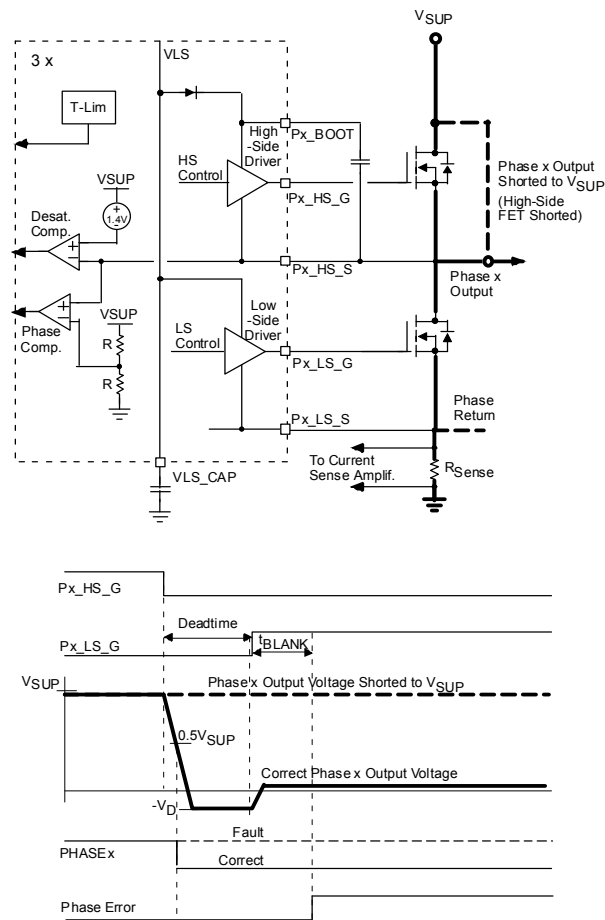 V_SUP
3 x
VLS
T-Lim
High
-Side
Driver
Px_BOOT
HS
Control
Px_HS_G
Phase x Output
Shorted to V_SUP
(High-Side
FET Shorted)
VSUP
+
1.4V
Desat.
Comp.
+
–
Px_HS_S
Phase x
Output
+
–
Phase
Comp.
VSUP
R
R
Low
-Side
Driver
LS
Control
Px_LS_G
Phase
Return
Px_LS_S
To Current
Sense Amplif.
R_Sense
VLS_CAP
Px_HS_G
Deadtime
t_BLANK
Px_LS_G
V_SUP
Phase x Output Voltage Shorted to V_SUP
0.5V_SUP
Correct Phase x Output Voltage
-V_D
Fault
PHASEx
Correct
Phase Error